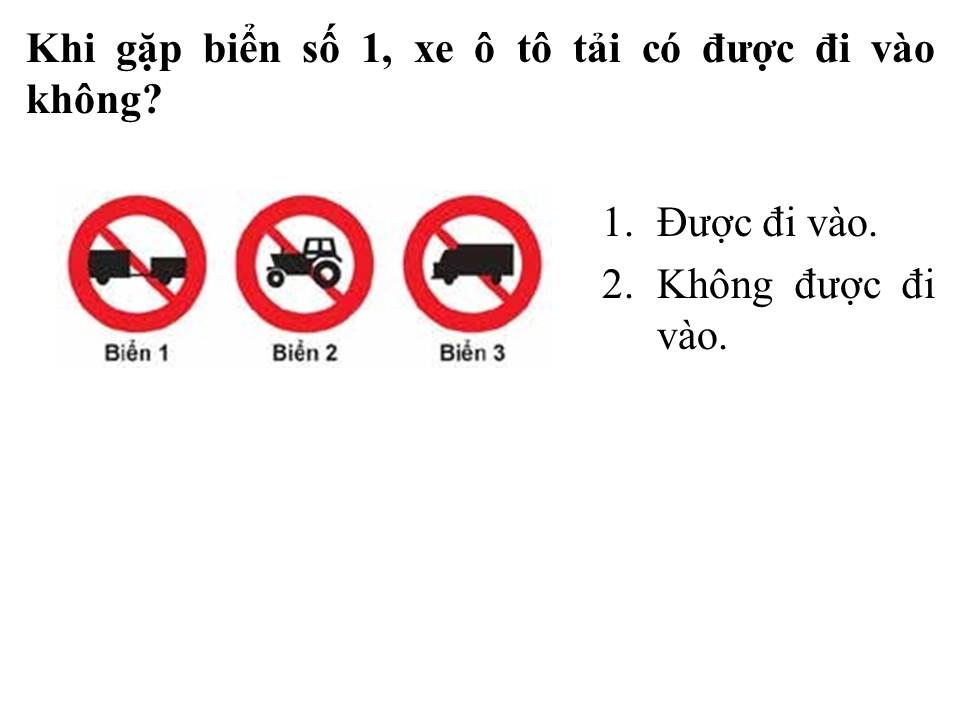 Khi gặp biển số 1, xe ô tô tải có được đi vào
không?
1. Được đi vào.
2. Không được đi
vào.
Biển 1
Biển 2
Biển 3